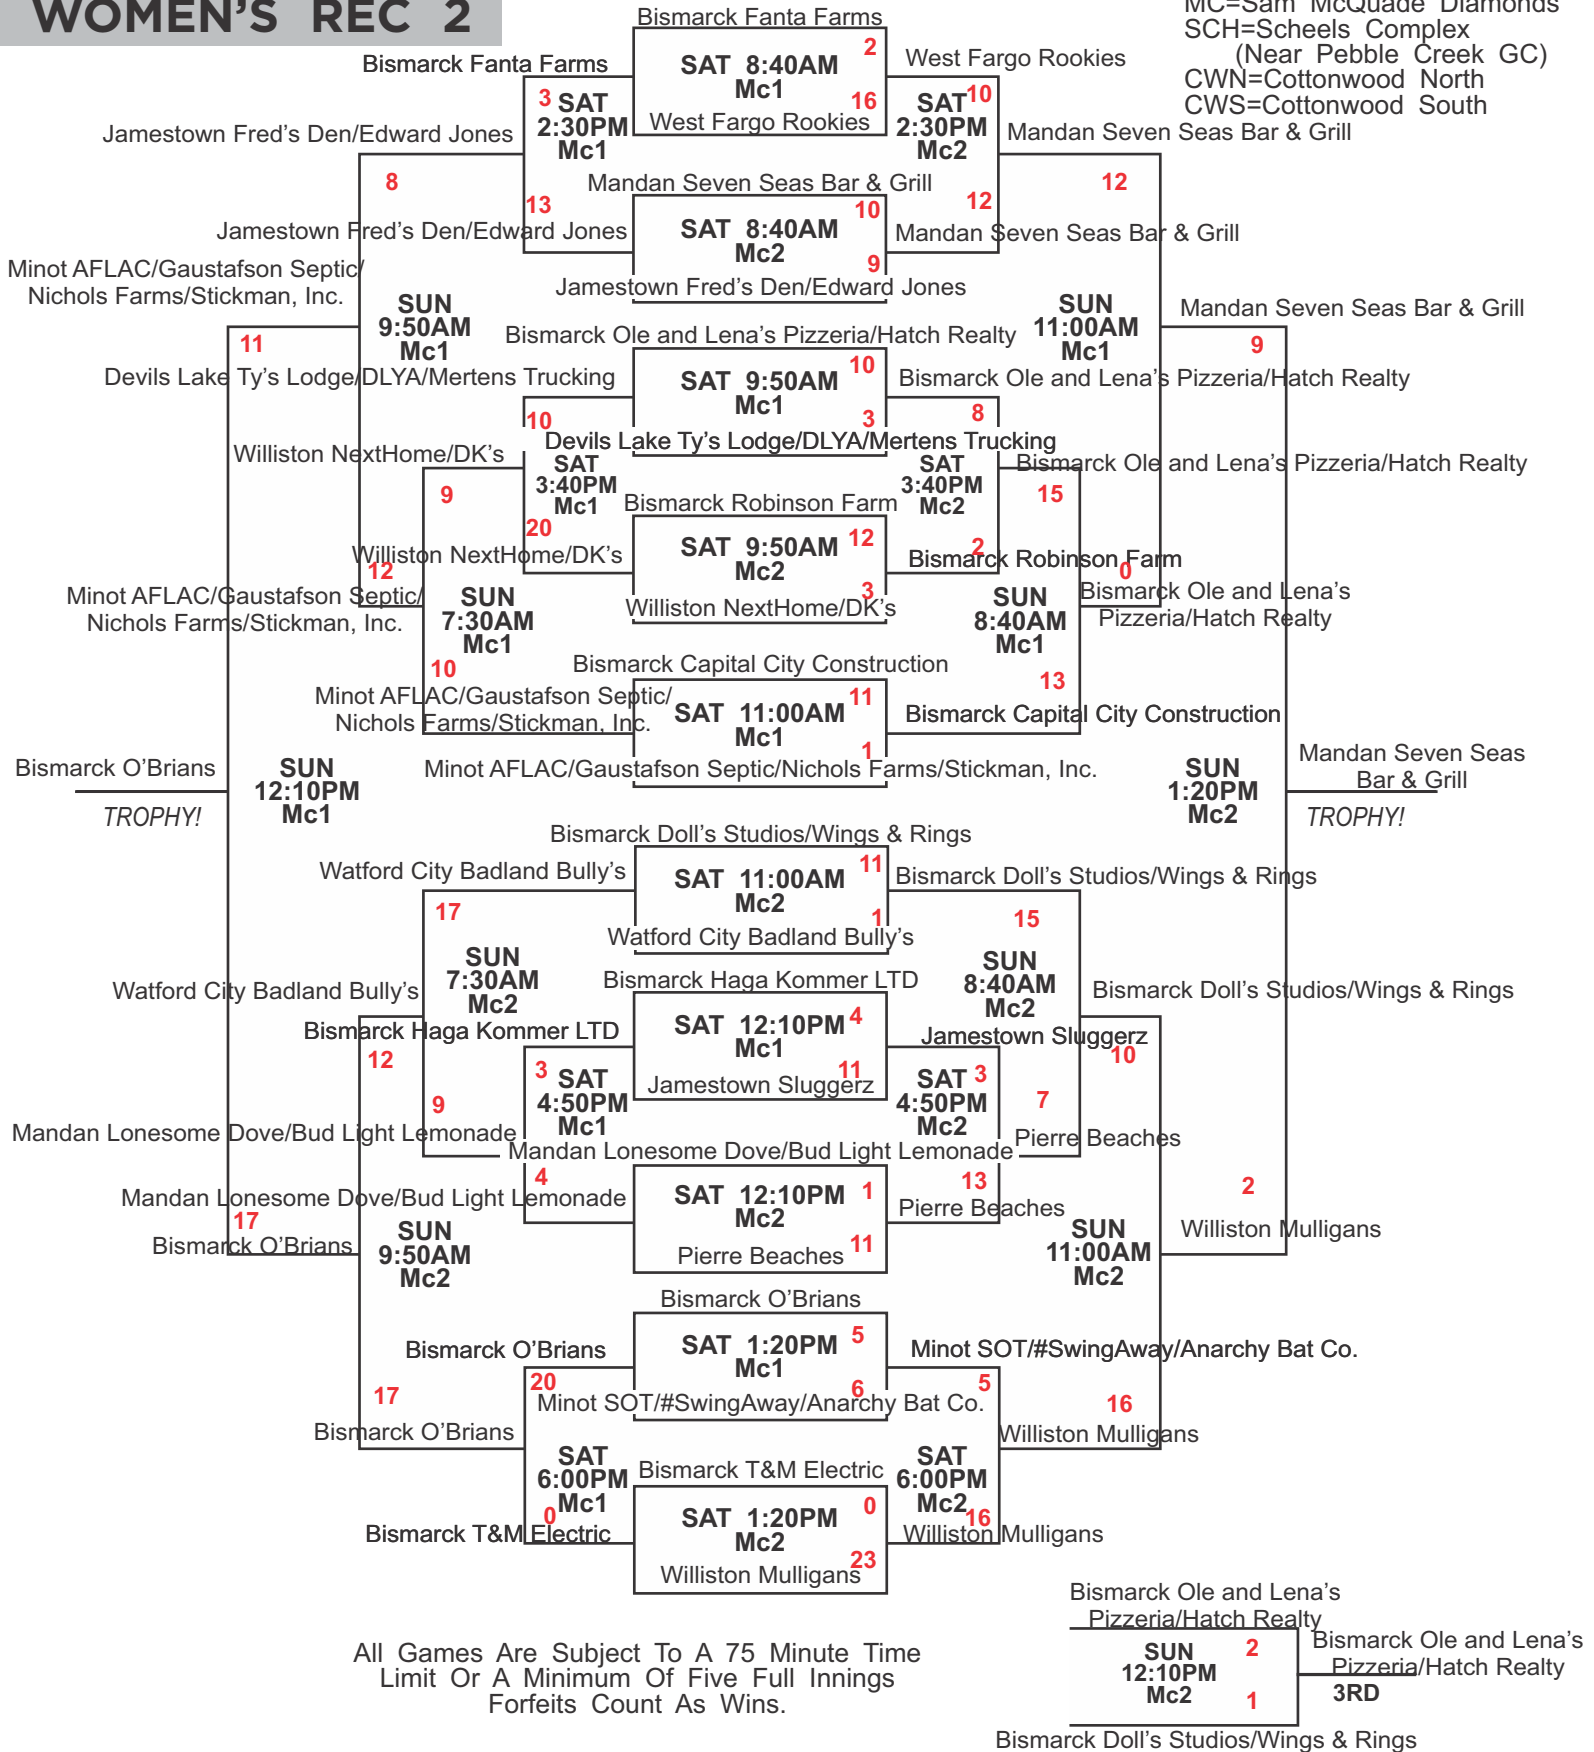 WOMEN'S REC 2
MC=Sam McQuade Diamonds
SCH=Scheels Complex
(Near Pebble Creek GC)
CWN=Cottonwood North
CWS=Cottonwood South
Bismarck Fanta Farms
2
SAT 8:40AM
Mc1
16
West Fargo Rookies
Bismarck Fanta Farms
West Fargo Rookies
3
SAT
2:30PM
Mc1
13
10
SAT
2:30PM
Mc2
12
Jamestown Fred's Den/Edward Jones
Mandan Seven Seas Bar & Grill
Mandan Seven Seas Bar & Grill
10
SAT 8:40AM
Mc2
9
Jamestown Fred's Den/Edward Jones
8
12
Jamestown Fred's Den/Edward Jones
Mandan Seven Seas Bar & Grill
Minot AFLAC/Gaustafson Septic/
Nichols Farms/Stickman, Inc.
SUN
9:50AM
Mc1
SUN
11:00AM
Mc1
Mandan Seven Seas Bar & Grill
11
9
Bismarck Ole and Lena's Pizzeria/Hatch Realty
10
SAT 9:50AM
Mc1
3
Devils Lake Ty's Lodge/DLYA/Mertens Trucking
Devils Lake Ty's Lodge/DLYA/Mertens Trucking
Bismarck Ole and Lena's Pizzeria/Hatch Realty
10
SAT
3:40PM
Mc1
20
8
SAT
3:40PM
Mc2
2
Williston NextHome/DK's
Bismarck Ole and Lena's Pizzeria/Hatch Realty
Bismarck Robinson Farm
12
SAT 9:50AM
Mc2
3
Williston NextHome/DK's
9
15
Williston NextHome/DK's
Bismarck Robinson Farm
12
0
Minot AFLAC/Gaustafson Septic/
Nichols Farms/Stickman, Inc.
SUN
7:30AM
Mc1
SUN
8:40AM
Mc1
Bismarck Ole and Lena's
Pizzeria/Hatch Realty
10
13
Bismarck Capital City Construction
11
SAT 11:00AM
Mc1
1
Minot AFLAC/Gaustafson Septic/Nichols Farms/Stickman, Inc.
Minot AFLAC/Gaustafson Septic/
Nichols Farms/Stickman, Inc.
Bismarck Capital City Construction
Bismarck O'Brians
TROPHY!
SUN
12:10PM
Mc1
SUN
1:20PM
Mc2
Mandan Seven Seas
Bar & Grill
TROPHY!
Bismarck Doll's Studios/Wings & Rings
11
SAT 11:00AM
Mc2
1
Watford City Badland Bully's
Watford City Badland Bully's
Bismarck Doll's Studios/Wings & Rings
17
15
SUN
7:30AM
Mc2
SUN
8:40AM
Mc2
Watford City Badland Bully's
Bismarck Doll's Studios/Wings & Rings
Bismarck Haga Kommer LTD
4
SAT 12:10PM
Mc1
11
Jamestown Sluggerz
Bismarck Haga Kommer LTD
Jamestown Sluggerz
12
10
3
SAT
4:50PM
Mc1
4
3
SAT
4:50PM
Mc2
13
9
7
Mandan Lonesome Dove/Bud Light Lemonade
Pierre Beaches
Mandan Lonesome Dove/Bud Light Lemonade
1
SAT 12:10PM
Mc2
11
Pierre Beaches
Mandan Lonesome Dove/Bud Light Lemonade
Pierre Beaches
17
2
Bismarck O'Brians
SUN
9:50AM
Mc2
SUN
11:00AM
Mc2
Williston Mulligans
Bismarck O'Brians
5
SAT 1:20PM
Mc1
6
Minot SOT/#SwingAway/Anarchy Bat Co.
Bismarck O'Brians
Minot SOT/#SwingAway/Anarchy Bat Co.
20
5
17
16
Bismarck O'Brians
Williston Mulligans
SAT
6:00PM
Mc1
0
SAT
6:00PM
Mc2
16
Bismarck T&M Electric
0
SAT 1:20PM
Mc2
23
Williston Mulligans
Bismarck T&M Electric
Williston Mulligans
All Games Are Subject To A 75 Minute Time
Limit Or A Minimum Of Five Full Innings
Forfeits Count As Wins.
Bismarck Ole and Lena's
Pizzeria/Hatch Realty
2
SUN
12:10PM
Mc2
1
Bismarck Doll's Studios/Wings & Rings
Bismarck Ole and Lena's
Pizzeria/Hatch Realty
3RD